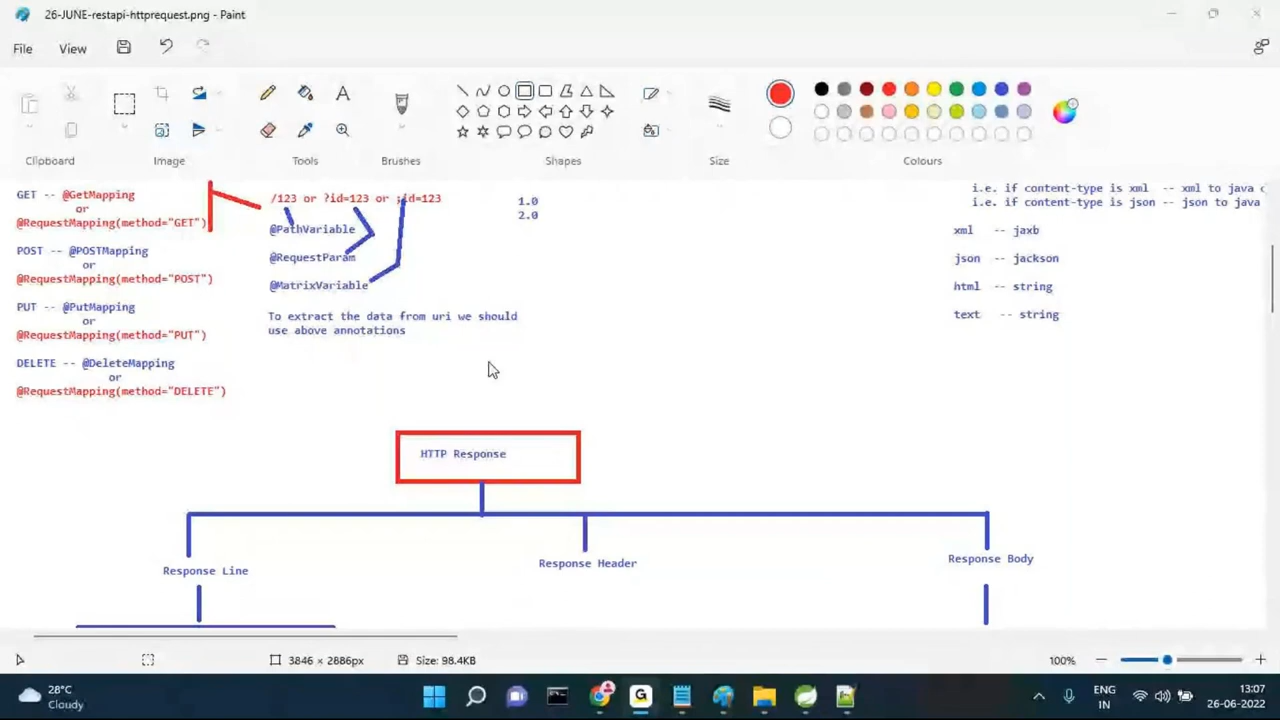 26-JUNE-restapi-httprequest.png - Paint
File View
Clipboard Image Tools Brushes Shapes Size Colours
A
GET -- @GetMapping
or
@RequestMapping(method="GET")
POST -- @POSTMapping
or
@RequestMapping(method="POST")
PUT -- @PutMapping
or
@RequestMapping(method="PUT")
DELETE -- @DeleteMapping
or
@RequestMapping(method="DELETE")
/123 or ?id=123 or ;id=123
@PathVariable
@RequestParam
@MatrixVariable
To extract the data from uri we should
use above annotations
1.0
2.0
i.e. if content-type is xml -- xml to java
i.e. if content-type is json -- json to java
xml -- jaxb
json -- jackson
html -- string
text -- string
HTTP Response
Response Line
Response Header
Response Body
3846 × 2886px
Size: 98.4KB
100%
28°C
Cloudy
G
ENG
IN
13:07
26-06-2022